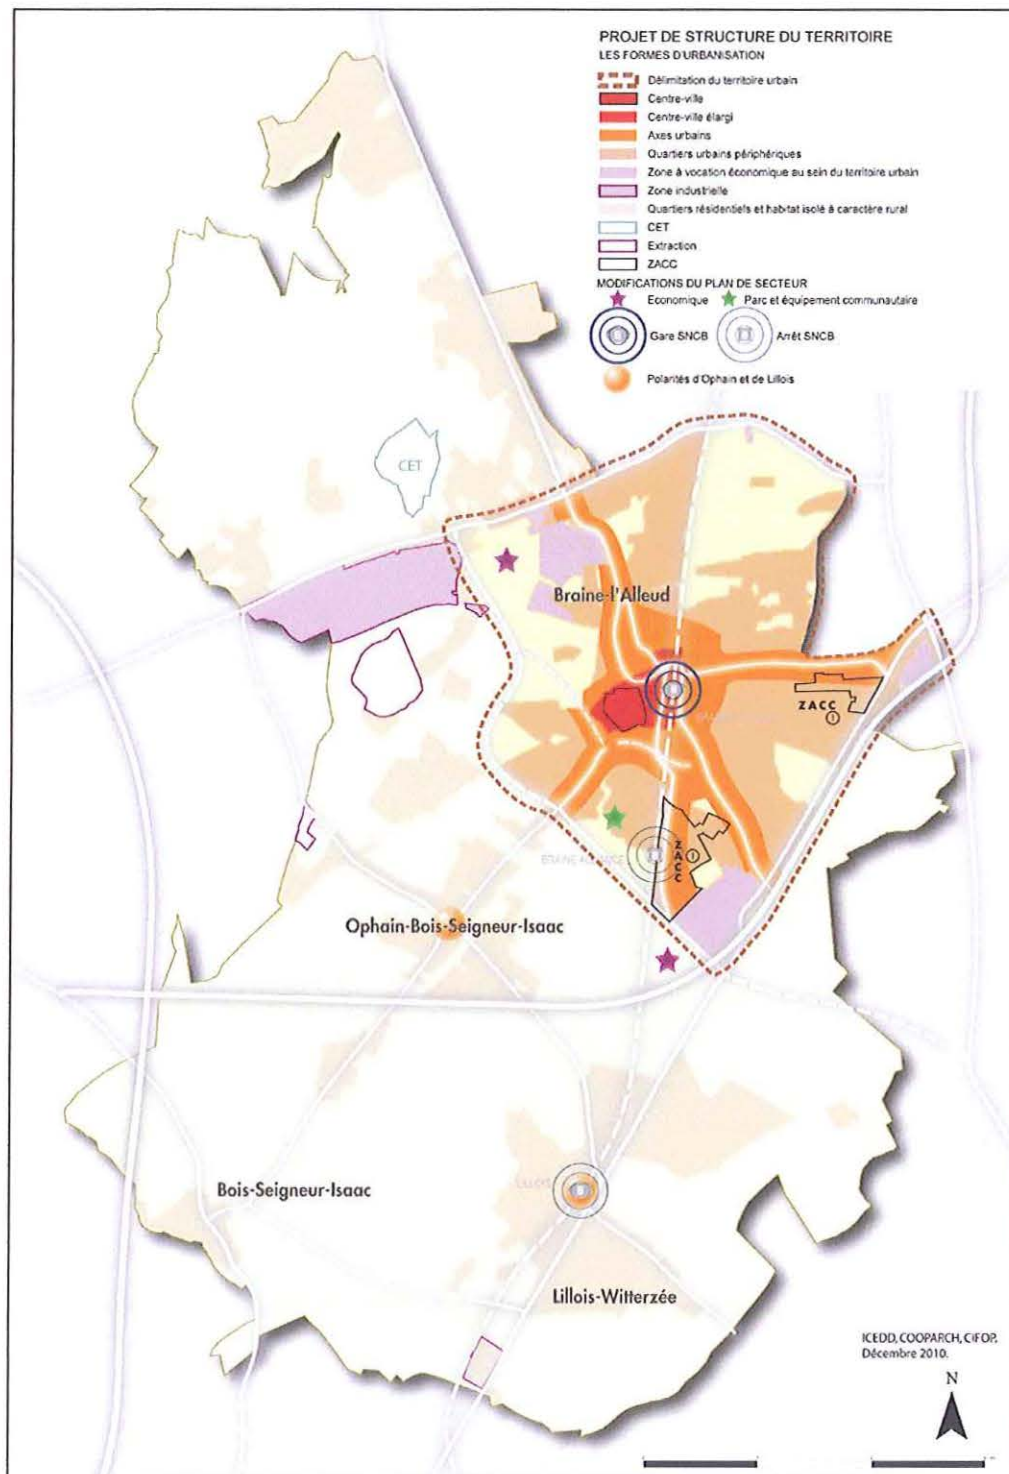 PROJET DE STRUCTURE DU TERRITOIRE
LES FORMES D'URBANISATION
Délimitation du territoire urbain
Centre-ville
Centre-ville élargi
Axes urbains
Quartiers urbains périphériques
Zone à vocation économique au sein du territoire urbain
Zone industrielle
Quartiers résidentiels et habitat isolé à caractère rural
CET
Extraction
ZACC
MODIFICATIONS DU PLAN DE SECTEUR
Economique
Parc et équipement communautaire
Gare SNCB
Arrêt SNCB
Polarités d'Ophain et de Lillois
CET
Braine-l'Alleud
ZACC
1
ZACC
1
Ophain-Bois-Seigneur-Isaac
Bois-Seigneur-Isaac
Lillois-Witterzée
ICEDD, COOPARCH, CIFOP.
Décembre 2010.
N